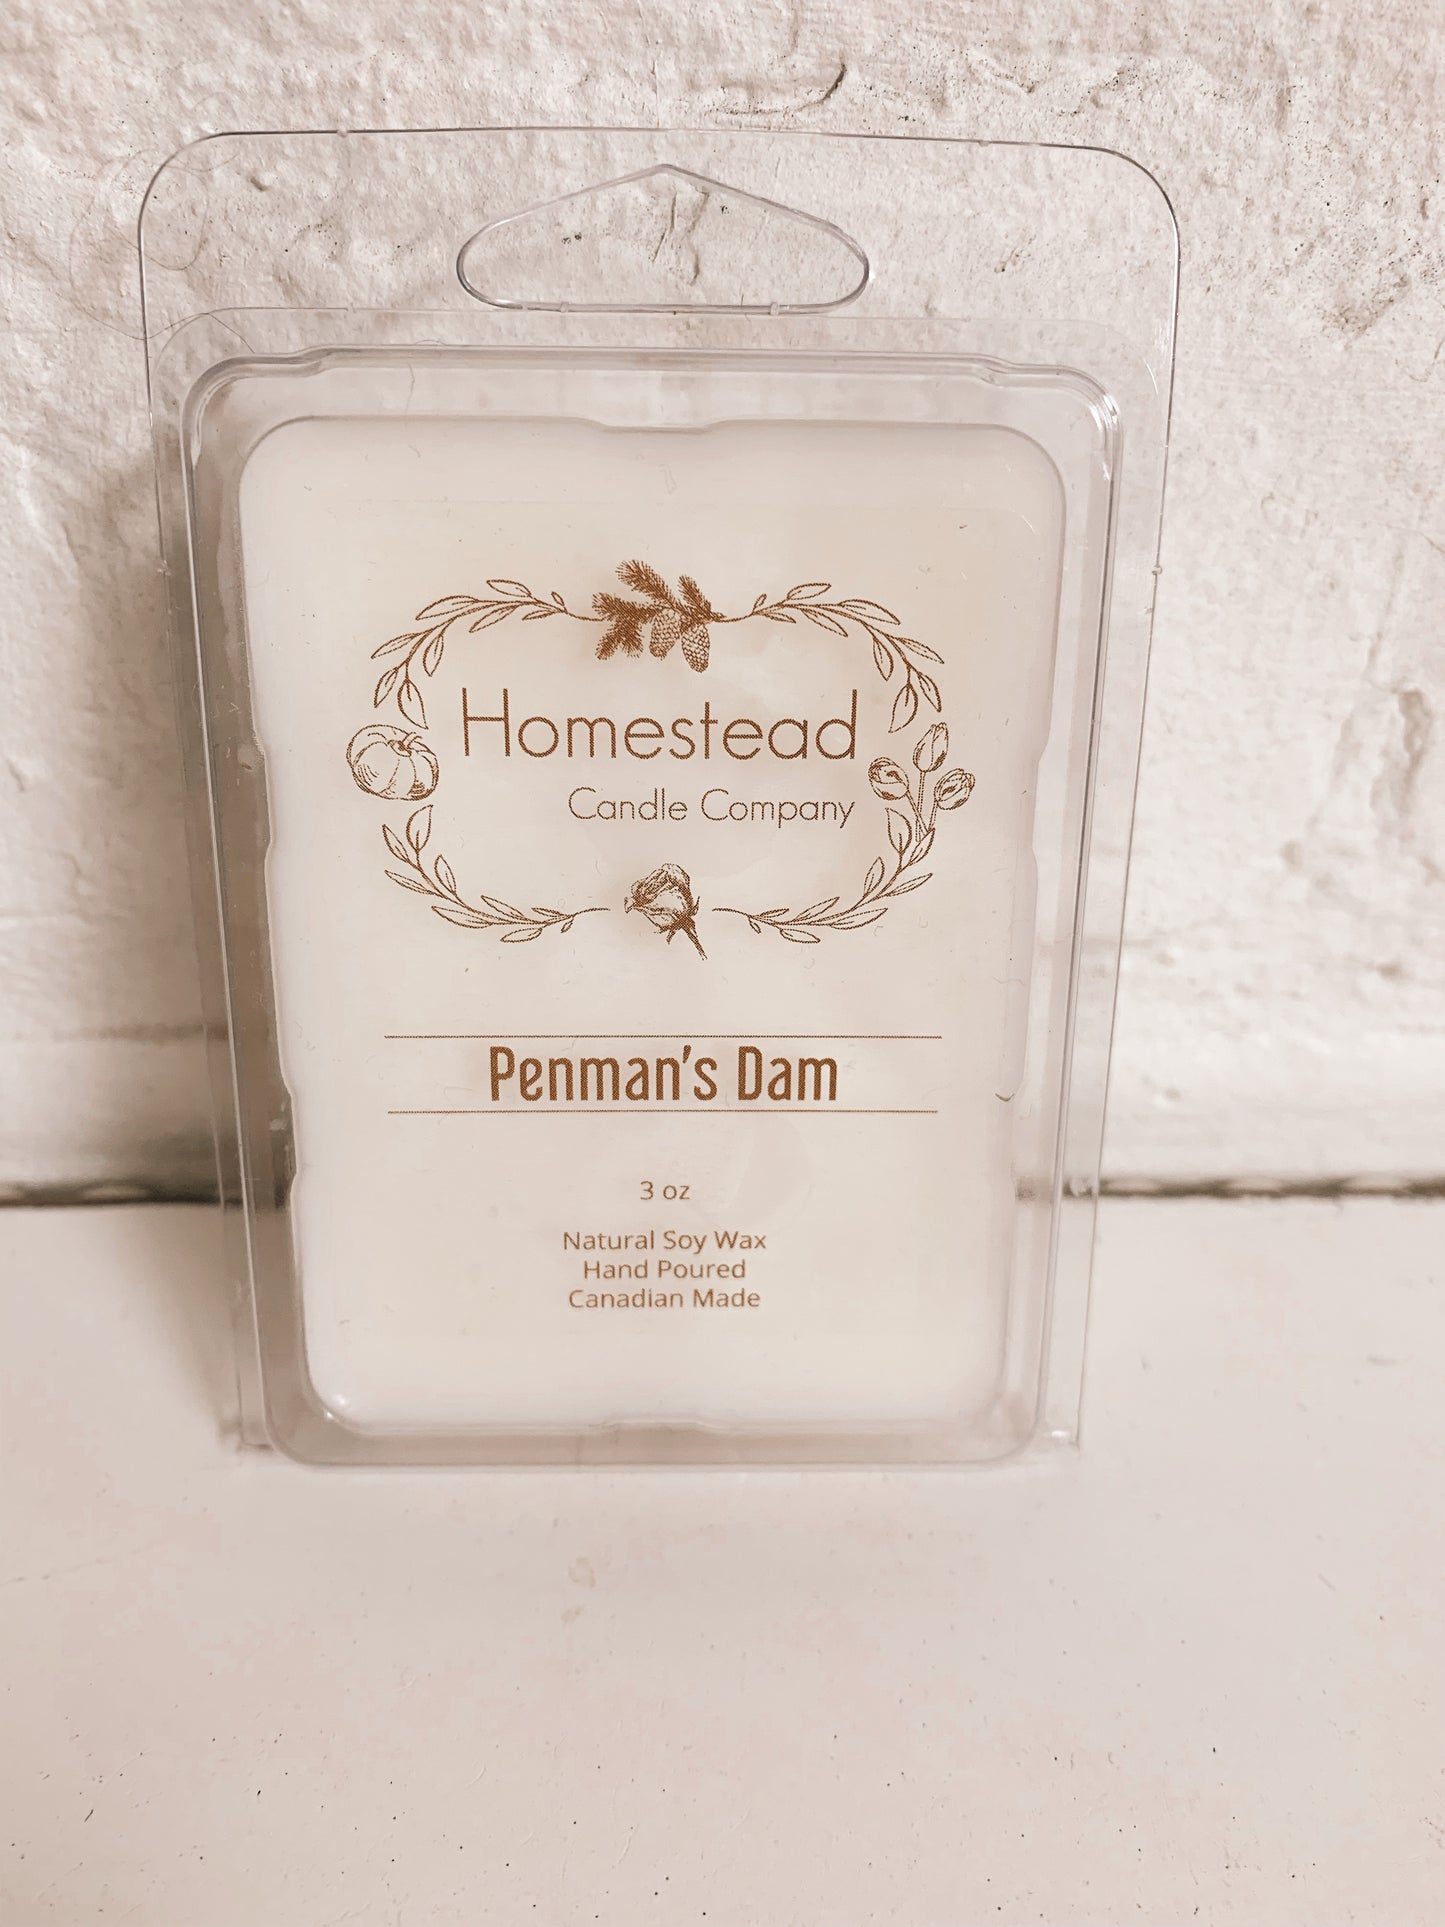 Homestead
Candle Company
Penman's Dam
3 oz
Natural Soy Wax
Hand Poured
Canadian Made